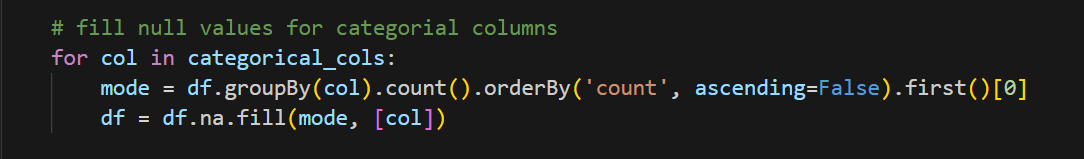 # fill null values for categorial columns
for col in categorical_cols:
    mode = df.groupBy(col).count().orderBy('count', ascending=False).first()[0]
    df = df.na.fill(mode, [col])